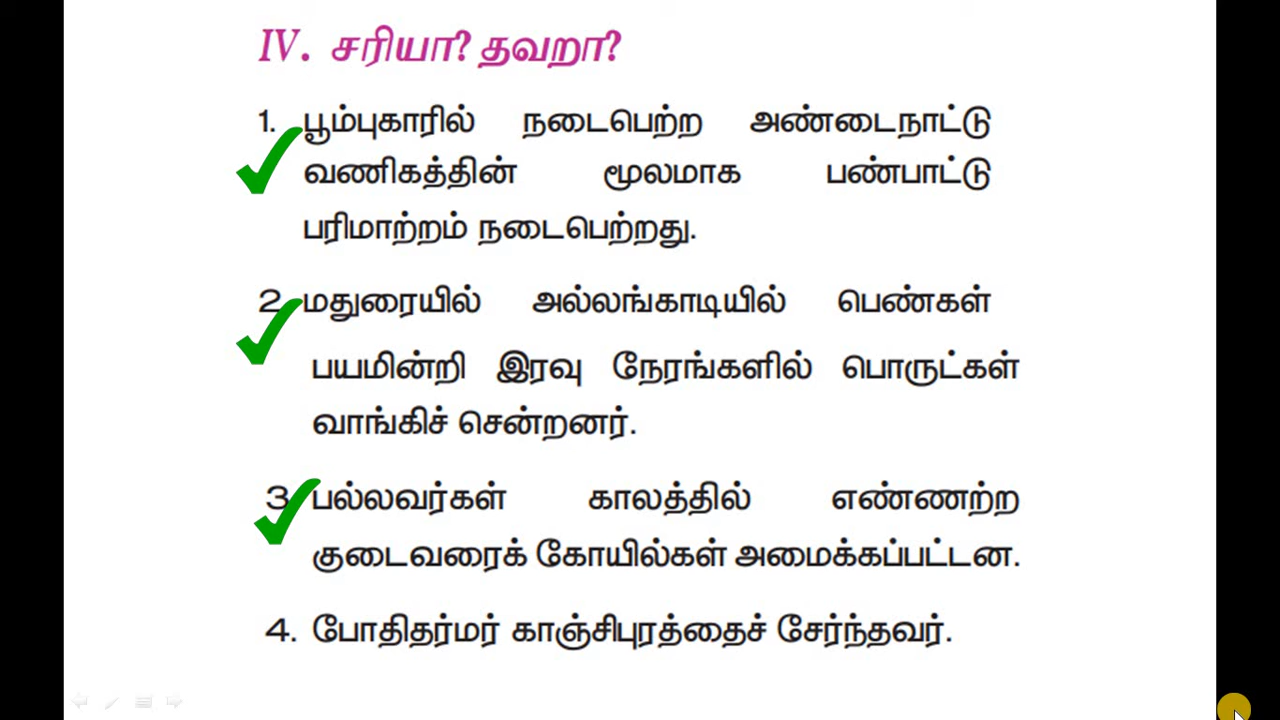 IV. சரியா? தவறா?
1. பூம்புகாரில் நடைபெற்ற அண்டைநாட்டு
வணிகத்தின் மூலமாக பண்பாட்டு
பரிமாற்றம் நடைபெற்றது.
2 மதுரையில் அல்லங்காடியில் பெண்கள்
பயமின்றி இரவு நேரங்களில் பொருட்கள்
வாங்கிச் சென்றனர்.
3 பல்லவர்கள் காலத்தில் எண்ணற்ற
குடைவரைக் கோயில்கள் அமைக்கப்பட்டன.
4. போதிதர்மர் காஞ்சிபுரத்தைச் சேர்ந்தவர்.